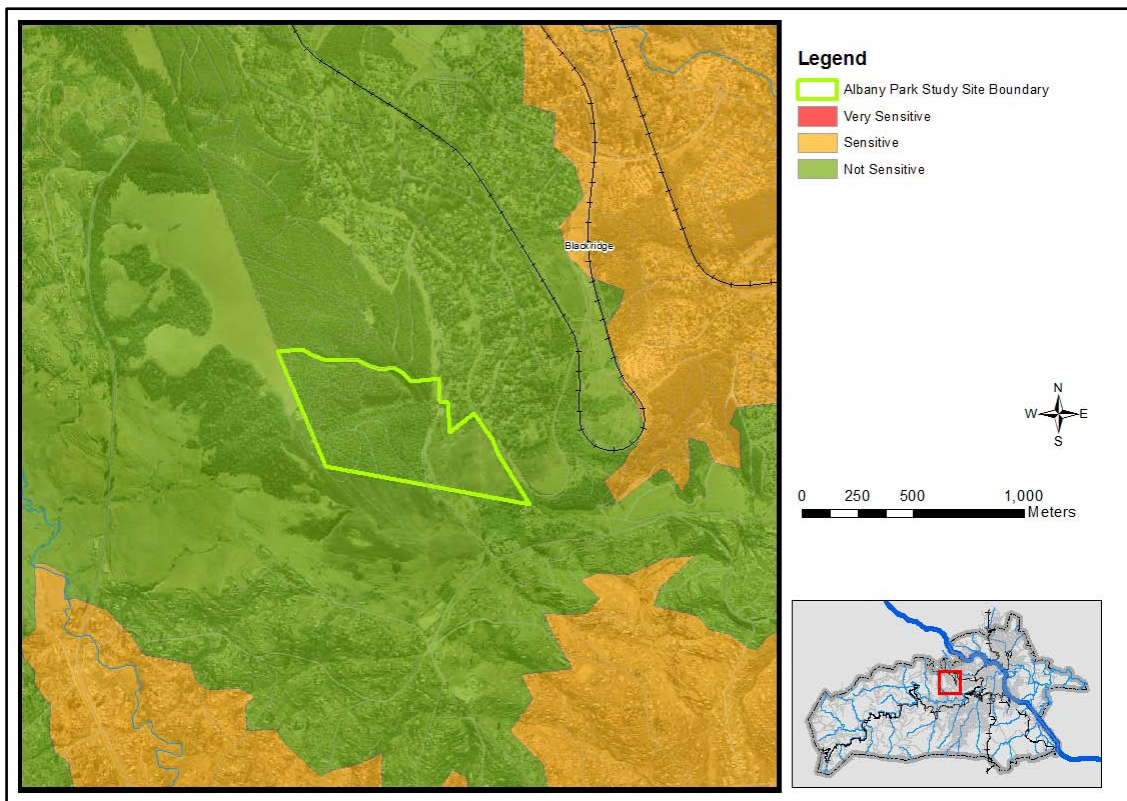 Blackridge
Legend
Albany Park Study Site Boundary
Very Sensitive
Sensitive
Not Sensitive
N
W E
S
0 250 500 1,000
Meters